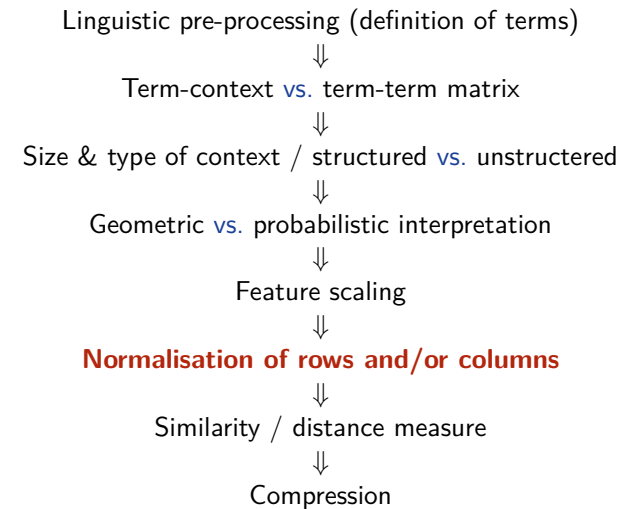 Linguistic pre-processing (definition of terms)
⇓
Term-context vs. term-term matrix
⇓
Size & type of context / structured vs. unstructered
⇓
Geometric vs. probabilistic interpretation
⇓
Feature scaling
⇓
Normalisation of rows and/or columns
⇓
Similarity / distance measure
⇓
Compression